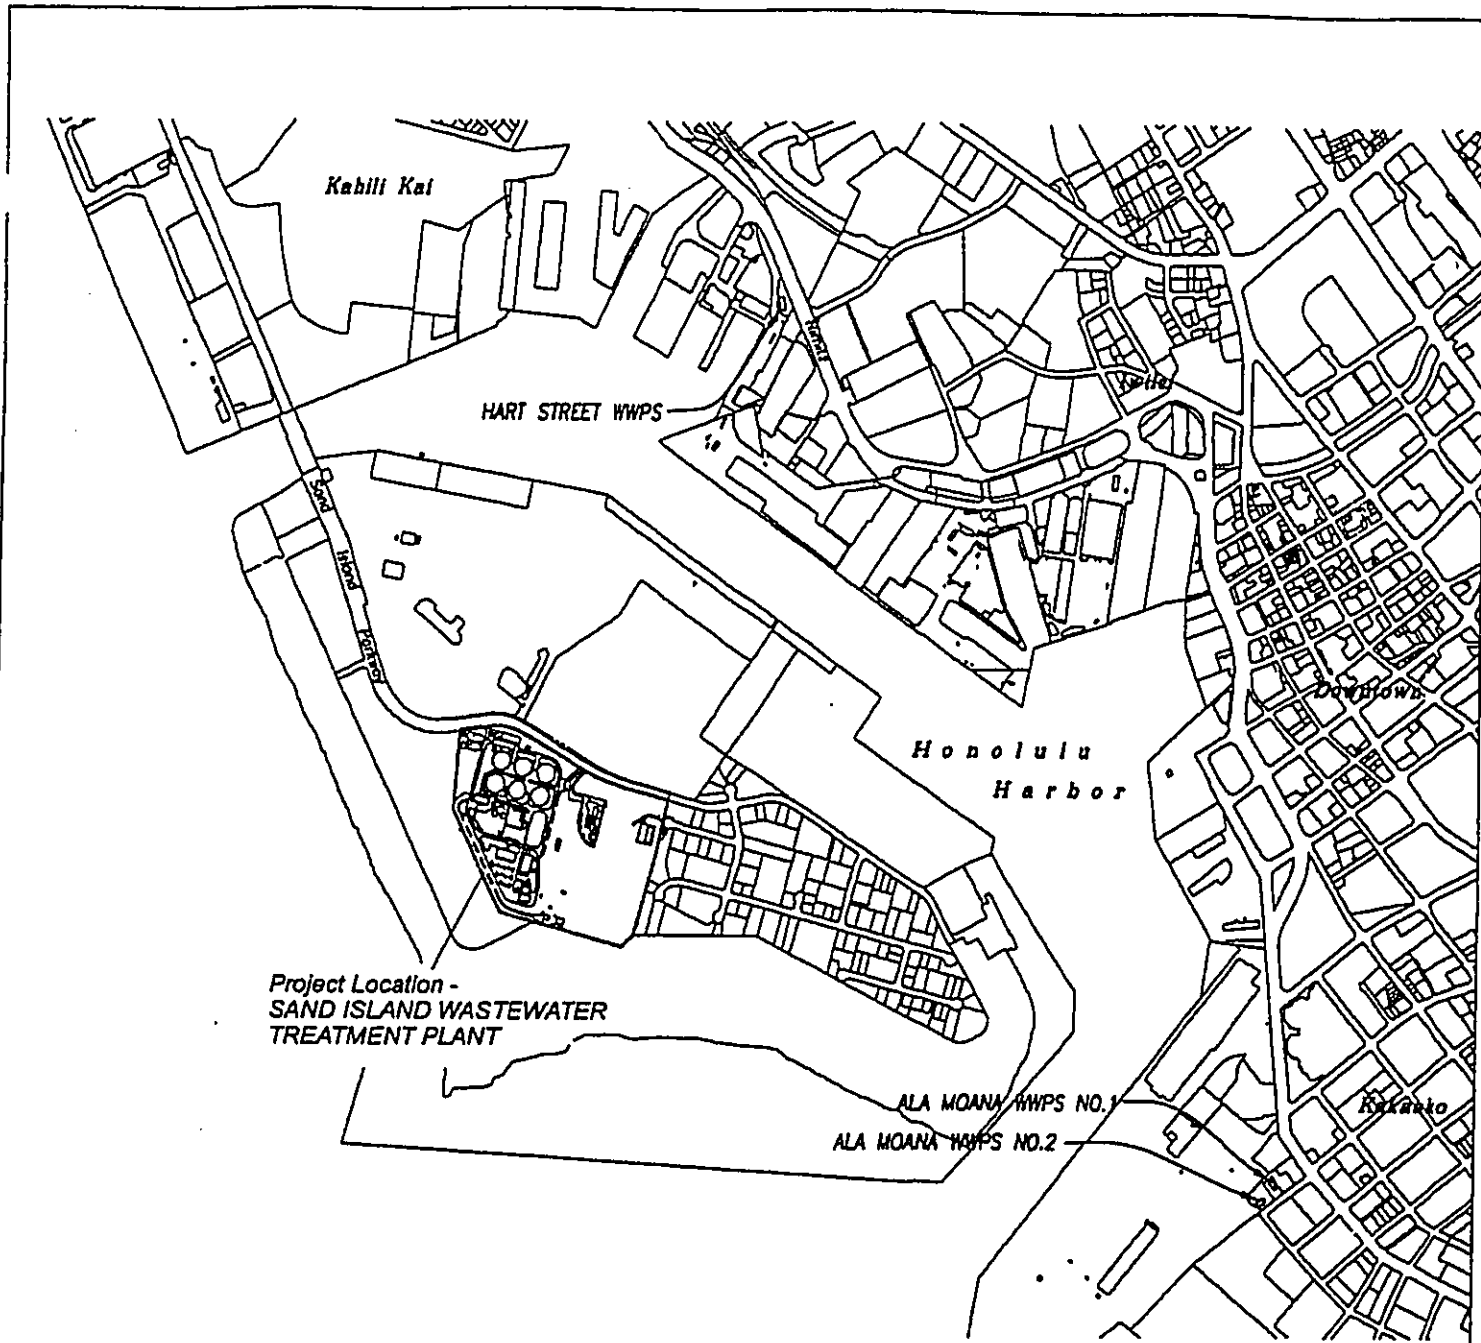 Kahili Kai
HART STREET WWPS
Nimitz
Sand
Island
Parkway
Downtown
Honolulu
Harbor
Project Location -
SAND ISLAND WASTEWATER
TREATMENT PLANT
ALA MOANA WWPS NO.1
Kakaako
ALA MOANA WWPS NO.2